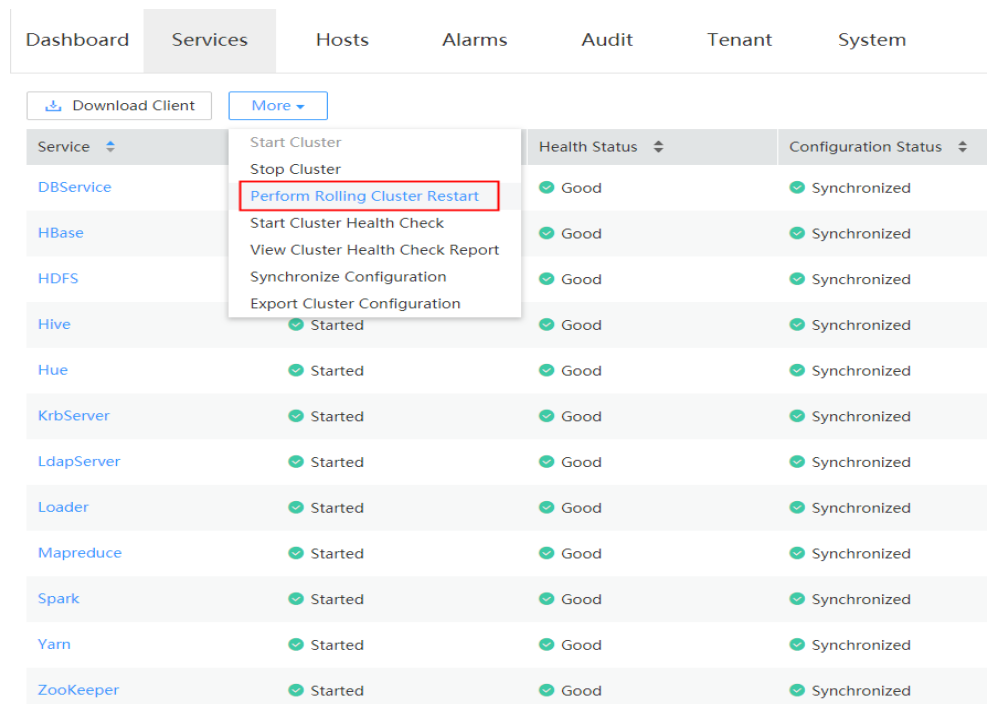 Dashboard Services Hosts Alarms Audit Tenant System
Download Client More
Service Health Status Configuration Status
Start Cluster
Stop Cluster
Perform Rolling Cluster Restart
Start Cluster Health Check
View Cluster Health Check Report
Synchronize Configuration
Export Cluster Configuration
DBService Good Synchronized
HBase Good Synchronized
HDFS Good Synchronized
Hive Started Good Synchronized
Hue Started Good Synchronized
KrbServer Started Good Synchronized
LdapServer Started Good Synchronized
Loader Started Good Synchronized
Mapreduce Started Good Synchronized
Spark Started Good Synchronized
Yarn Started Good Synchronized
ZooKeeper Started Good Synchronized